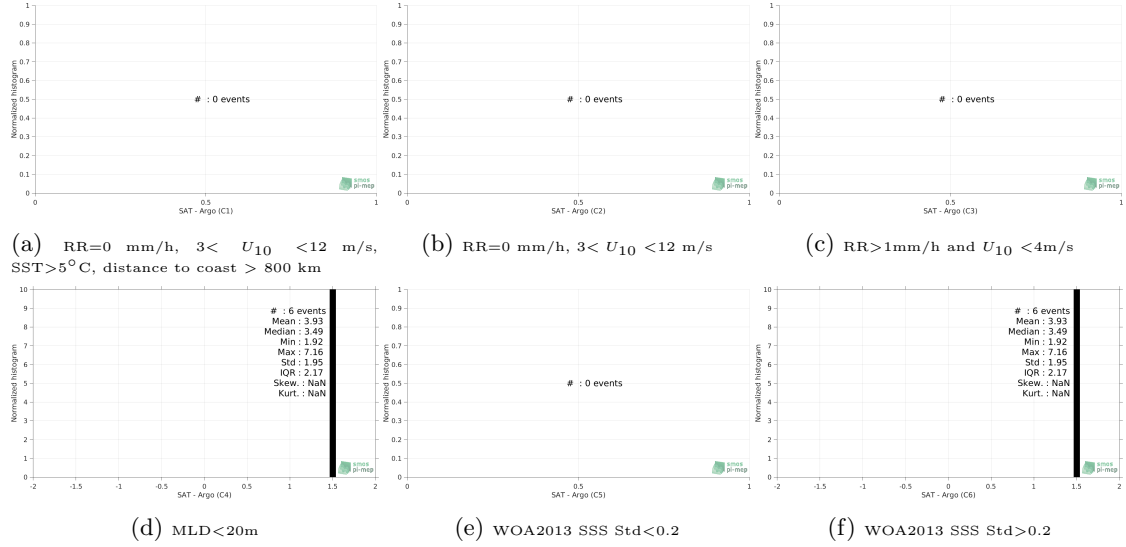 1
0.9
0.8
0.7
0.6
0.5
0.4
0.3
0.2
0.1
0
Normalized histogram
# : 0 events
0 0.5 1
SAT - Argo (C1)
smos
pi-mep
1
0.9
0.8
0.7
0.6
0.5
0.4
0.3
0.2
0.1
0
Normalized histogram
# : 0 events
0 0.5 1
SAT - Argo (C2)
smos
pi-mep
1
0.9
0.8
0.7
0.6
0.5
0.4
0.3
0.2
0.1
0
Normalized histogram
# : 0 events
0 0.5 1
SAT - Argo (C3)
smos
pi-mep
(a) RR=0 mm/h, 3< U10 <12 m/s,
SST>5°C, distance to coast > 800 km
(b) RR=0 mm/h, 3< U10 <12 m/s
(c) RR>1mm/h and U10 <4m/s
10
9
8
7
6
5
4
3
2
1
0
Normalized histogram
# : 6 events
Mean : 3.93
Median : 3.49
Min : 1.92
Max : 7.16
Std : 1.95
IQR : 2.17
Skew. : NaN
Kurt. : NaN
-2 -1.5 -1 -0.5 0 0.5 1 1.5 2
SAT - Argo (C4)
smos
pi-mep
1
0.9
0.8
0.7
0.6
0.5
0.4
0.3
0.2
0.1
0
Normalized histogram
# : 0 events
0 0.5 1
SAT - Argo (C5)
smos
pi-mep
10
9
8
7
6
5
4
3
2
1
0
Normalized histogram
# : 6 events
Mean : 3.93
Median : 3.49
Min : 1.92
Max : 7.16
Std : 1.95
IQR : 2.17
Skew. : NaN
Kurt. : NaN
-2 -1.5 -1 -0.5 0 0.5 1 1.5 2
SAT - Argo (C6)
smos
pi-mep
(d) MLD<20m
(e) WOA2013 SSS Std<0.2
(f) WOA2013 SSS Std>0.2